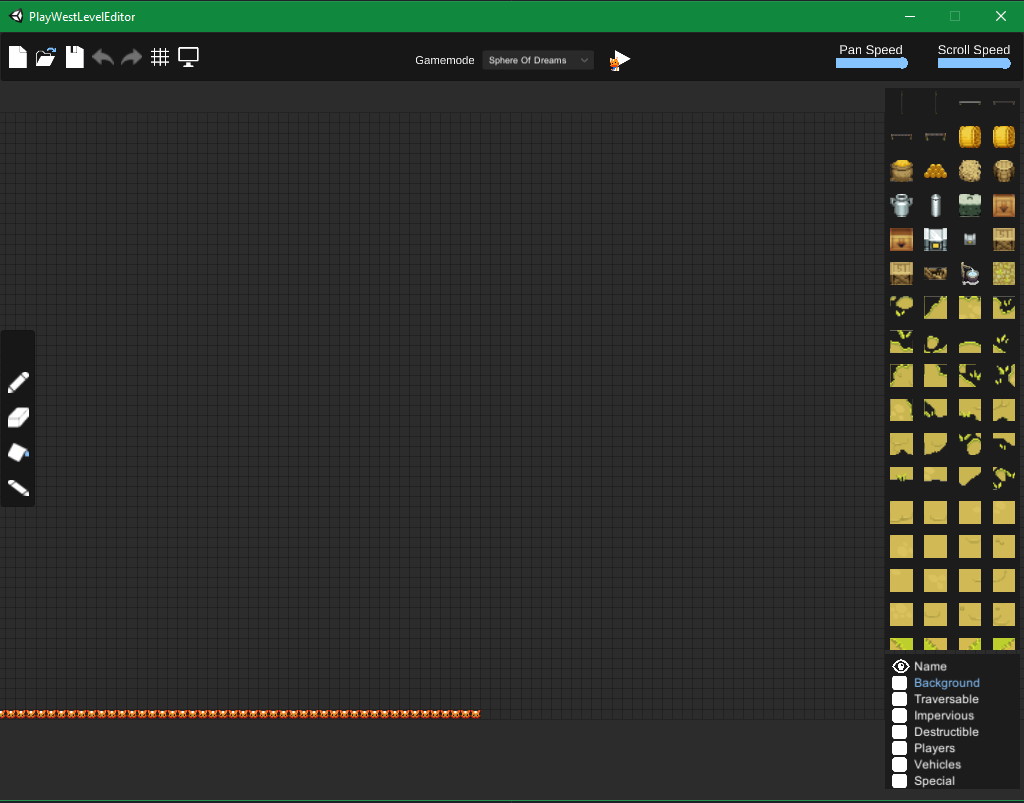 PlayWestLevelEditor
Gamemode
Sphere Of Dreams
Pan Speed
Scroll Speed
Name
Background
Traversable
Impervious
Destructible
Players
Vehicles
Special